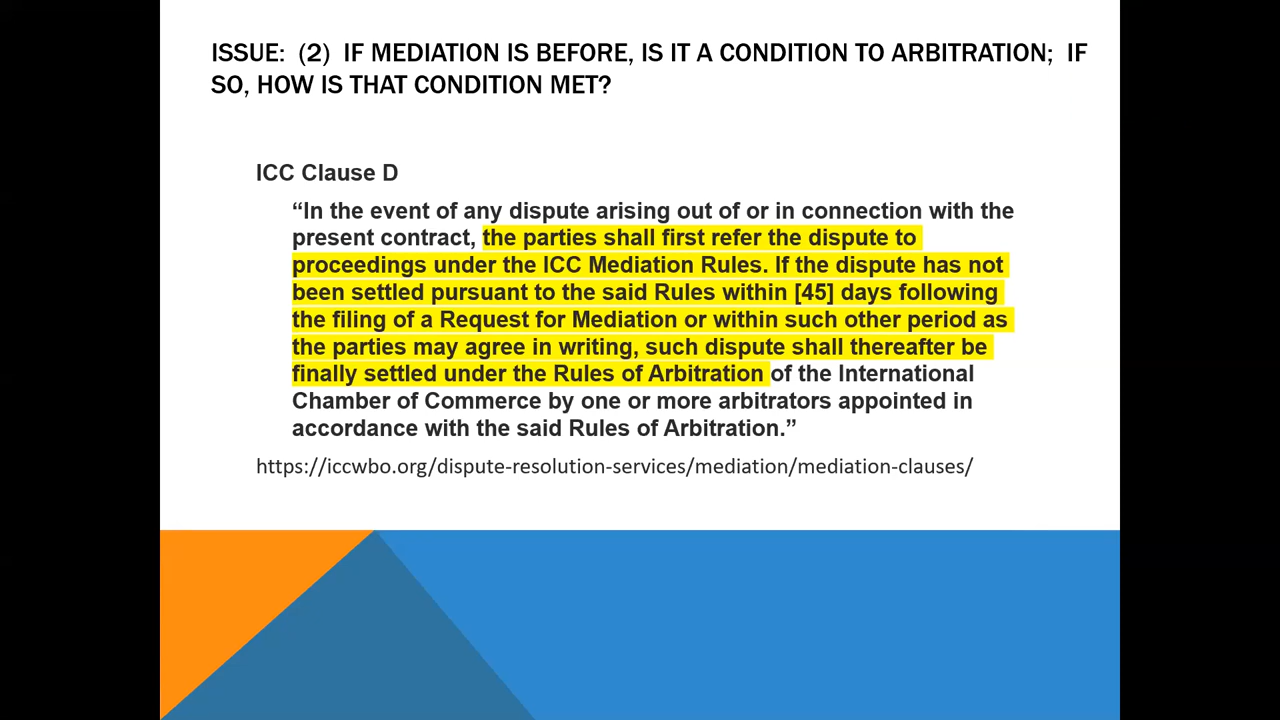 ISSUE: (2) IF MEDIATION IS BEFORE, IS IT A CONDITION TO ARBITRATION; IF
SO, HOW IS THAT CONDITION MET?
ICC Clause D
“In the event of any dispute arising out of or in connection with the
present contract, the parties shall first refer the dispute to
proceedings under the ICC Mediation Rules. If the dispute has not
been settled pursuant to the said Rules within [45] days following
the filing of a Request for Mediation or within such other period as
the parties may agree in writing, such dispute shall thereafter be
finally settled under the Rules of Arbitration of the International
Chamber of Commerce by one or more arbitrators appointed in
accordance with the said Rules of Arbitration.”
https://iccwbo.org/dispute-resolution-services/mediation/mediation-clauses/